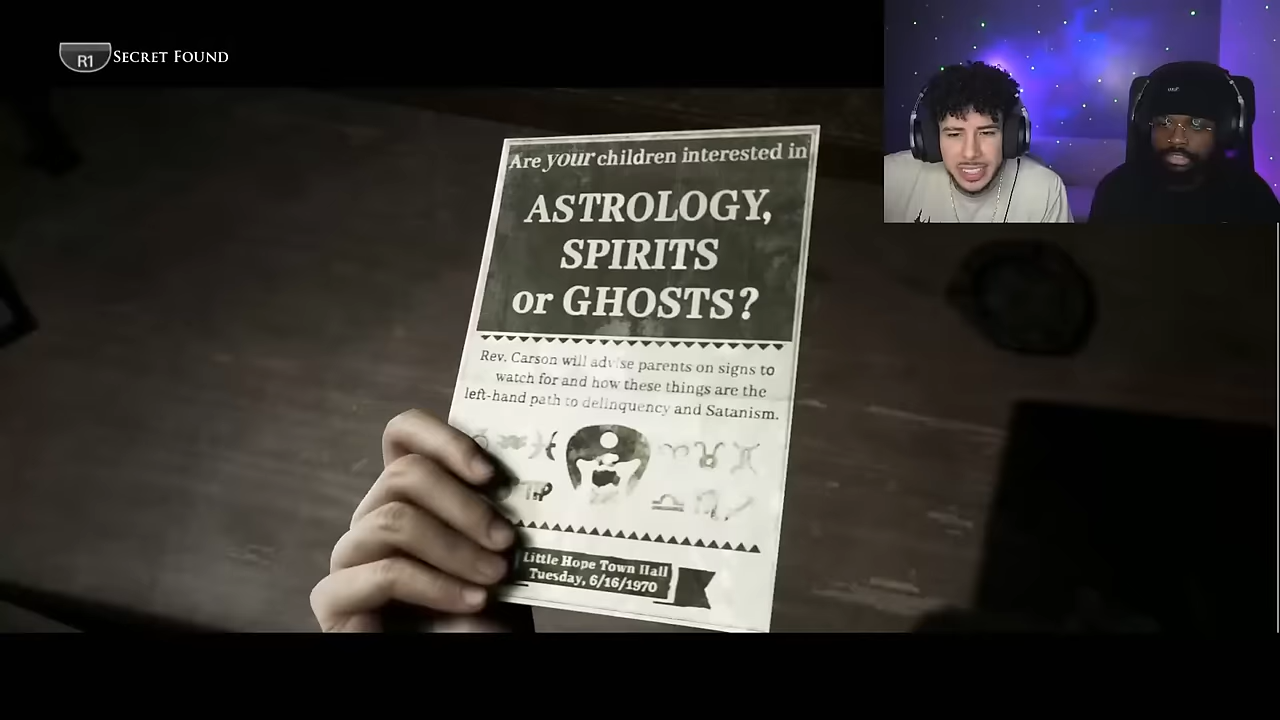 R1 SECRET FOUND
Are your children interested in
ASTROLOGY,
SPIRITS
or GHOSTS?
Rev. Carson will advise parents on signs to
watch for and how these things are the
left-hand path to delinquency and Satanism.
Little Hope Town Hall
Tuesday, 6/16/1970